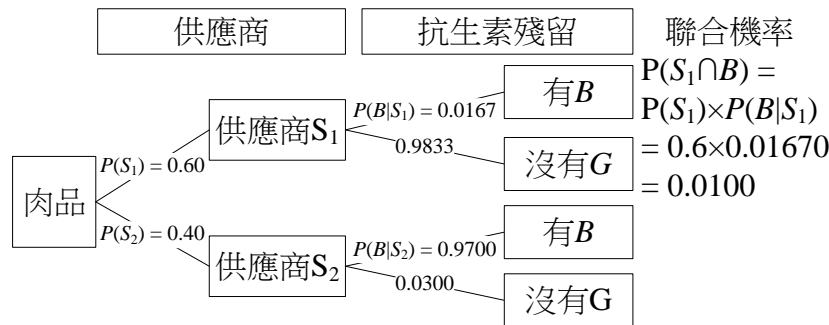 供應商
抗生素殘留
聯合機率
有B
P(S₁∩B) =
P(S₁)×P(B|S₁)
= 0.6×0.01670
= 0.0100
P(B|S₁) = 0.0167
供應商S₁
0.9833
沒有G
P(S₁) = 0.60
肉品
P(S₂) = 0.40
有B
P(B|S₂) = 0.9700
供應商S₂
0.0300
沒有G